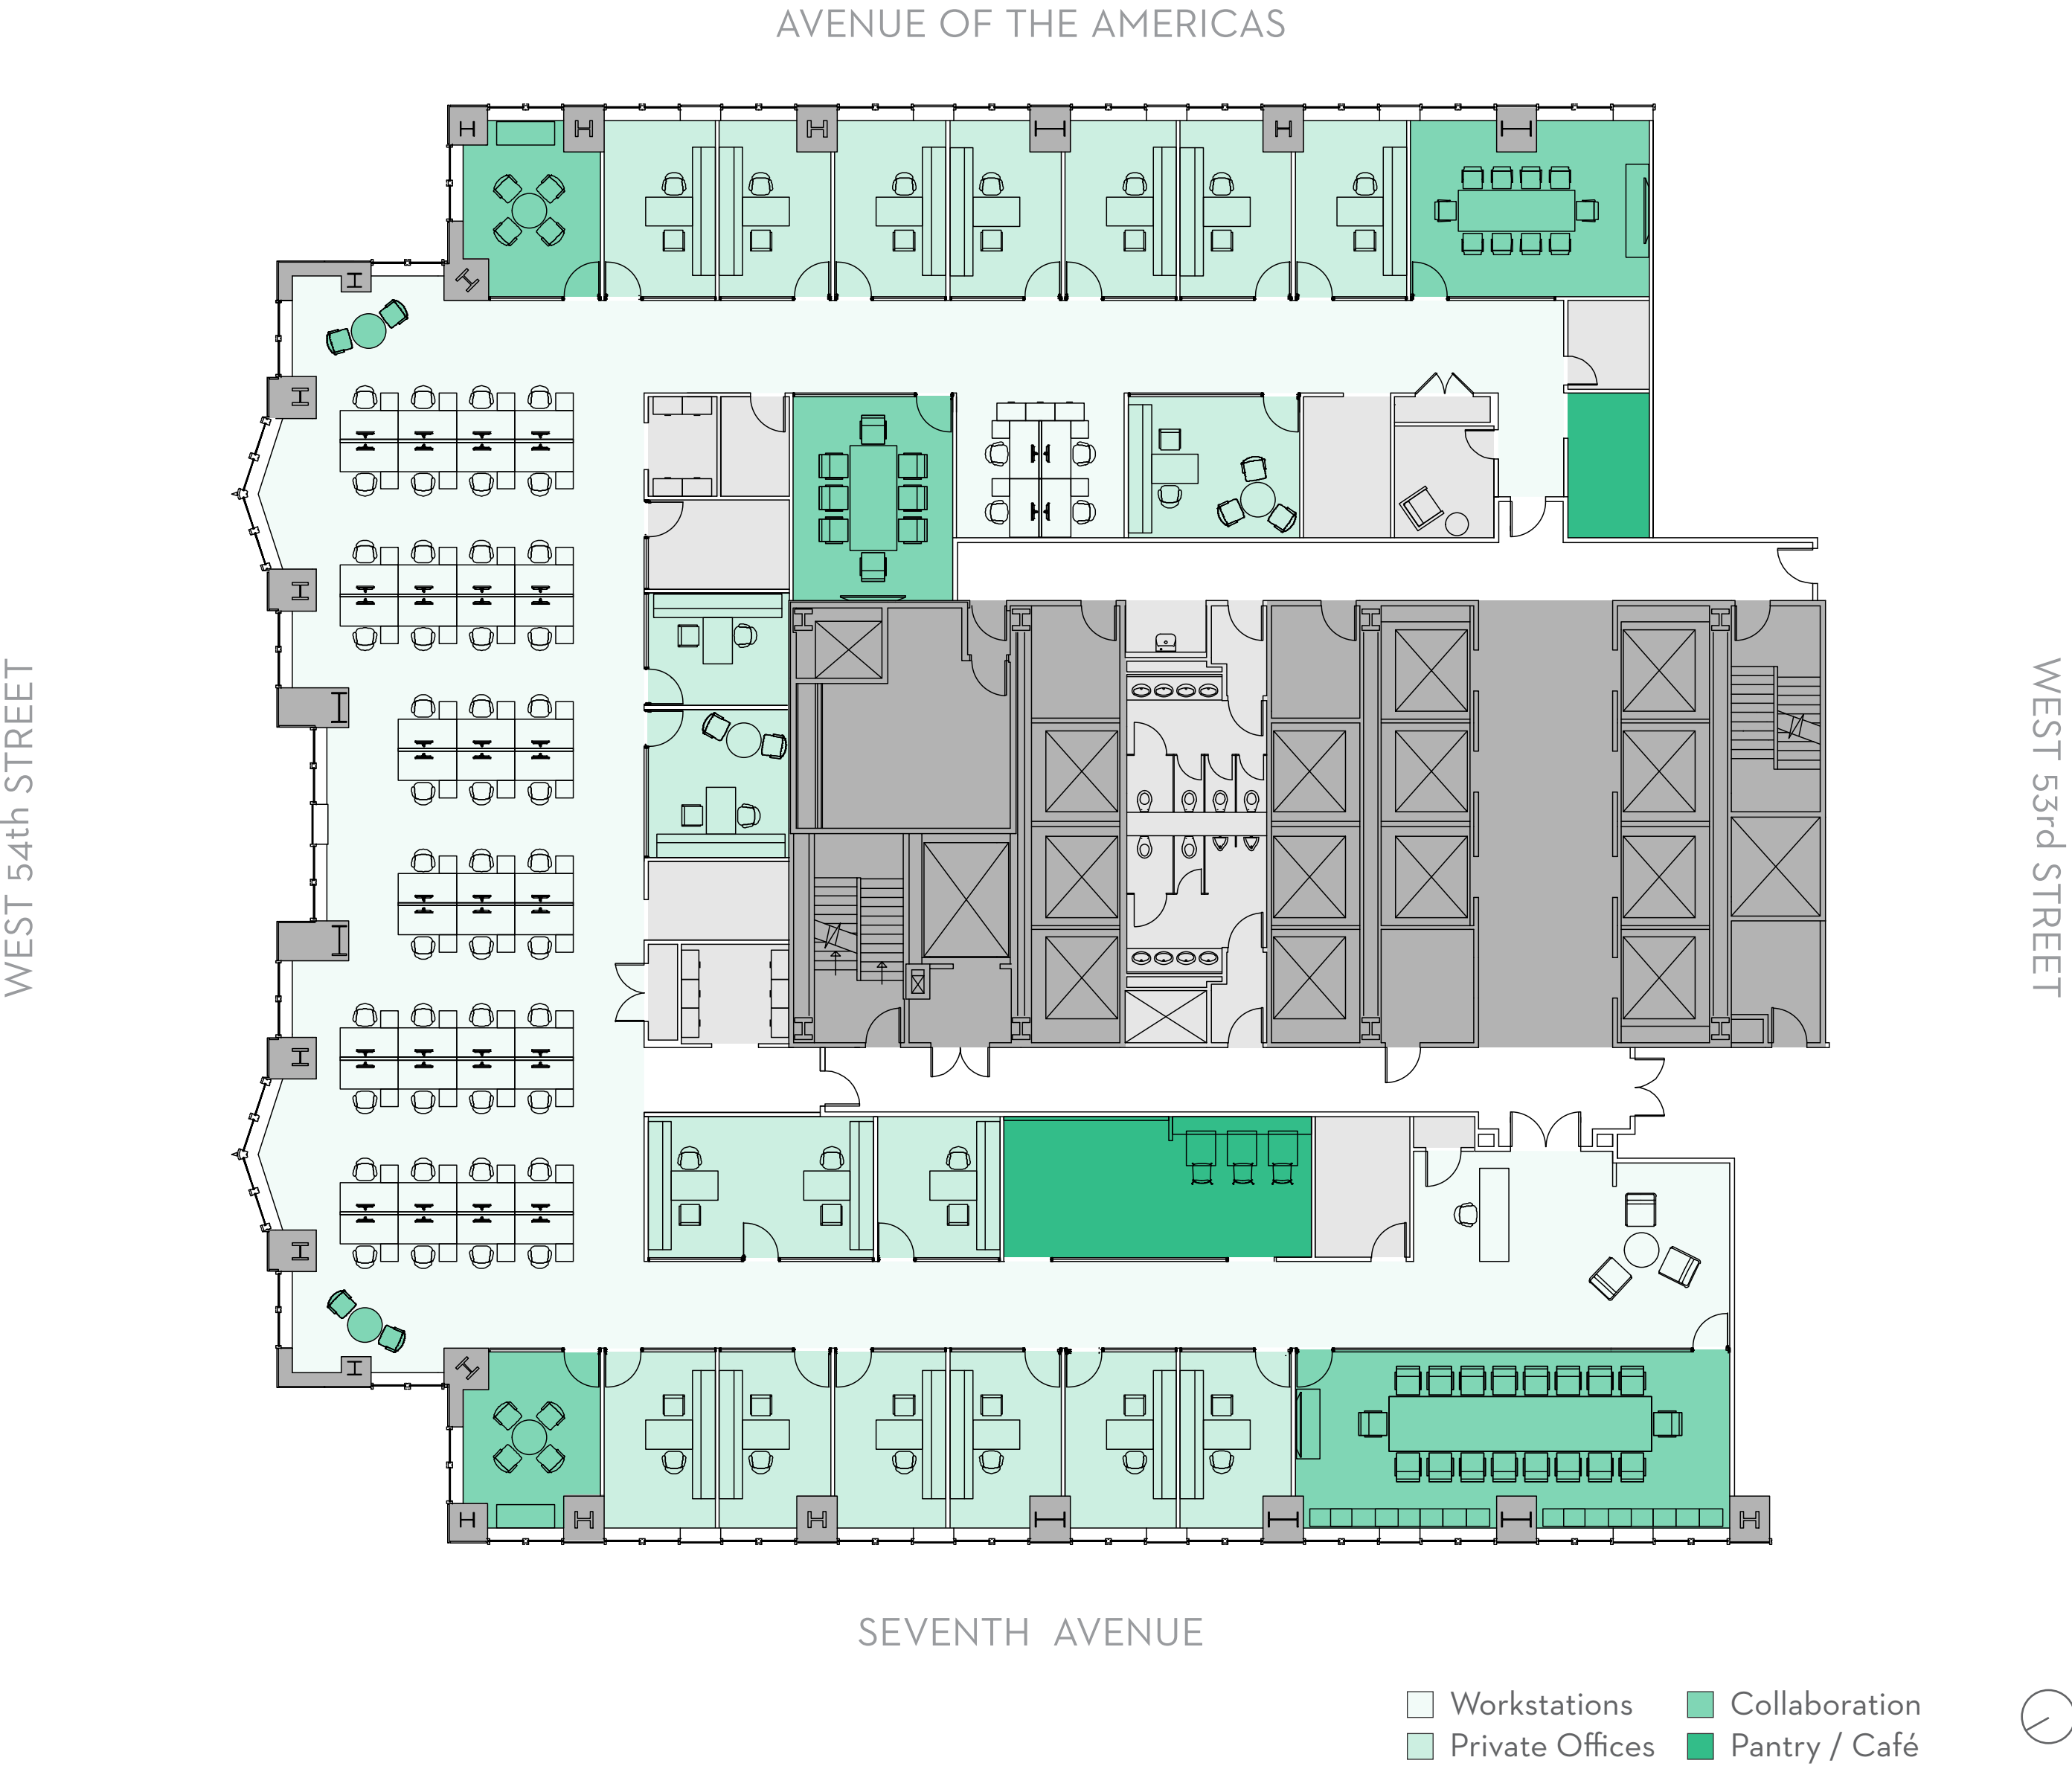 AVENUE OF THE AMERICAS
WEST 54th STREET
WEST 53rd STREET
SEVENTH AVENUE
Workstations
Collaboration
Private Offices
Pantry / Café